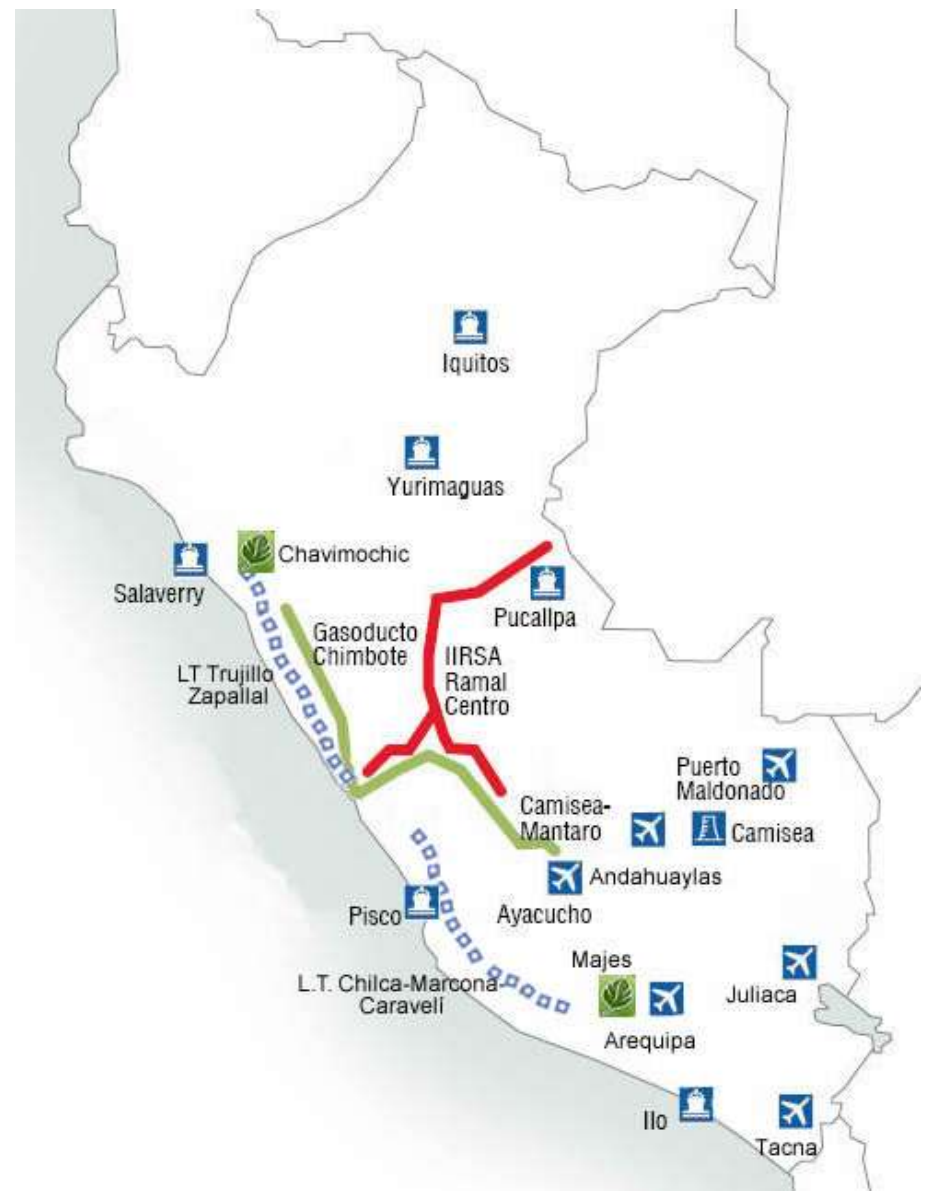 Iquitos
Yurimaguas
Chavimochic
Salaverry
Pucallpa
Gasoducto
Chimbote
IIRSA
Ramal
Centro
LT Trujillo
Zapallal
Puerto
Maldonado
Camisea-
Mantaro
Camisea
Andahuaylas
Ayacucho
Pisco
Majes
L.T. Chilca-Marcona-
Caravelí
Juliaca
Arequipa
Ilo
Tacna